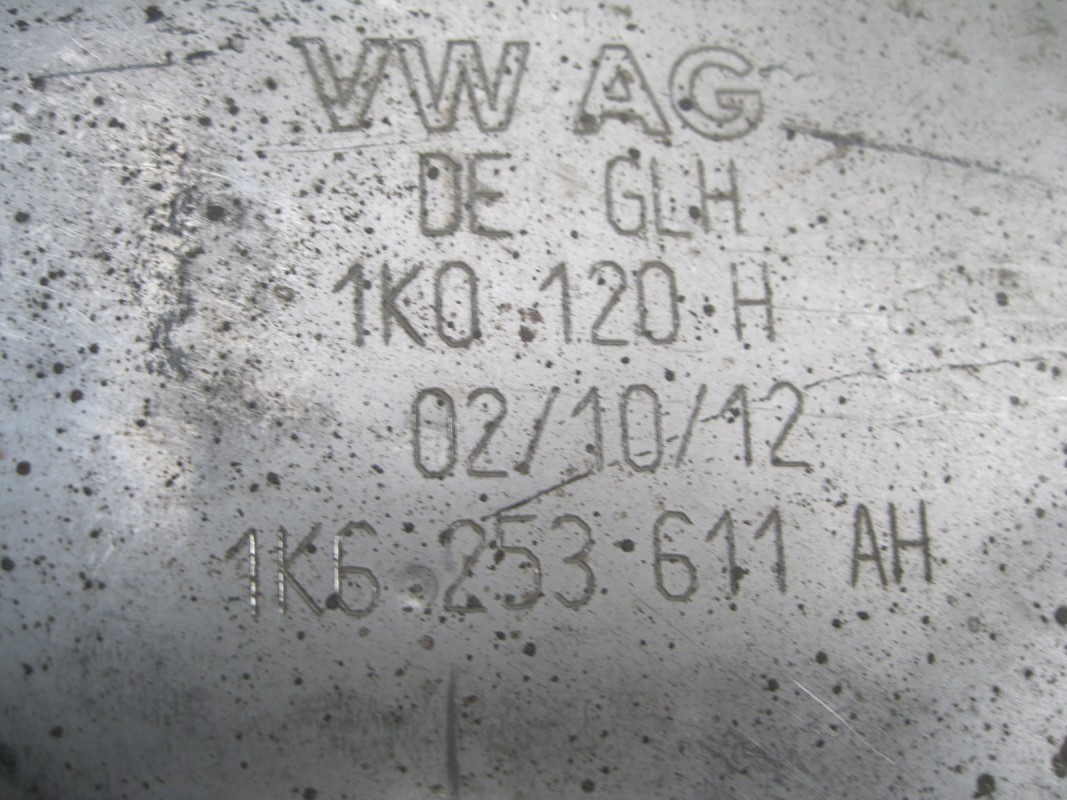 VW AG
DE GLH
1K0 120 H
02/10/12
1K6 253 611 AH